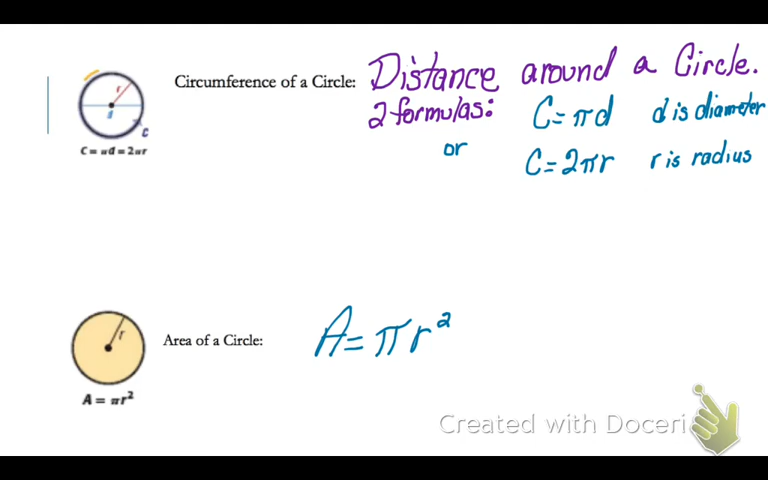 Circumference of a Circle: Distance around a Circle.
2 formulas: C = πd d is diameter
or
C = 2πr r is radius
r
d
C
C = πd = 2πr
Area of a Circle: A = πr²
r
A = πr²
Created with Doceri